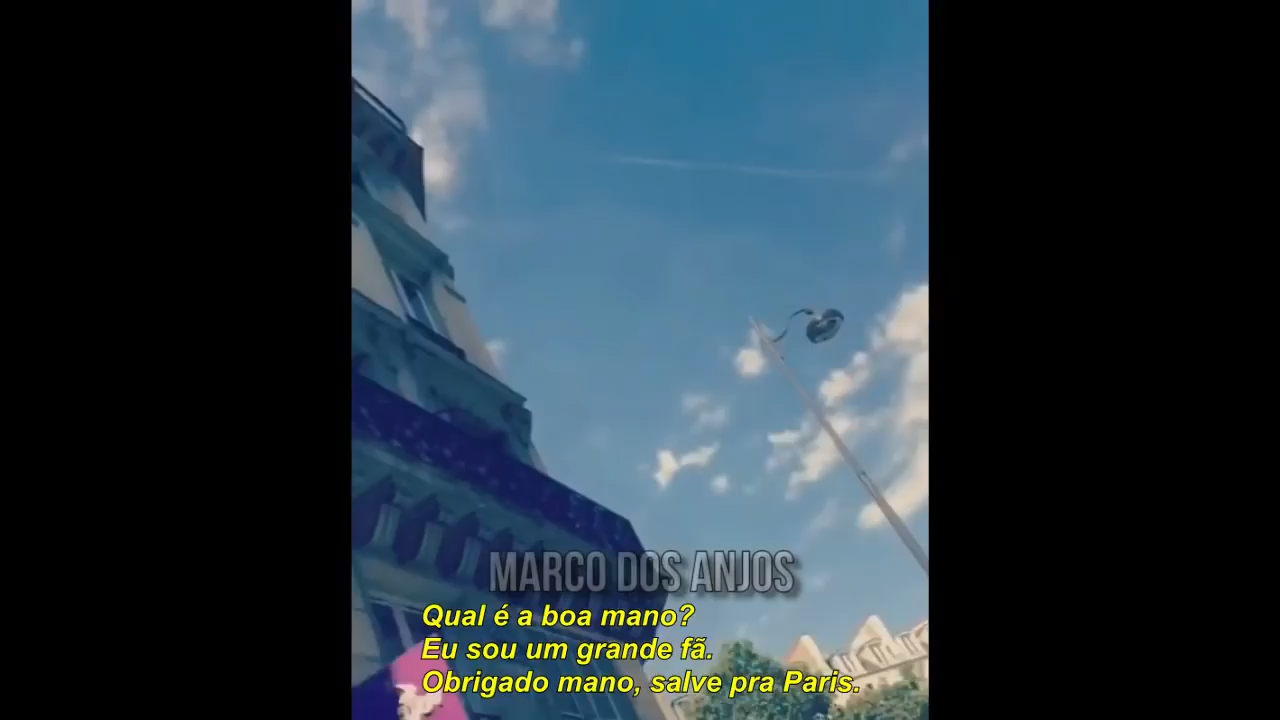 MARCO DOS ANJOS
Qual é a boa mano?
Eu sou um grande fã.
Obrigado mano, salve pra Paris.